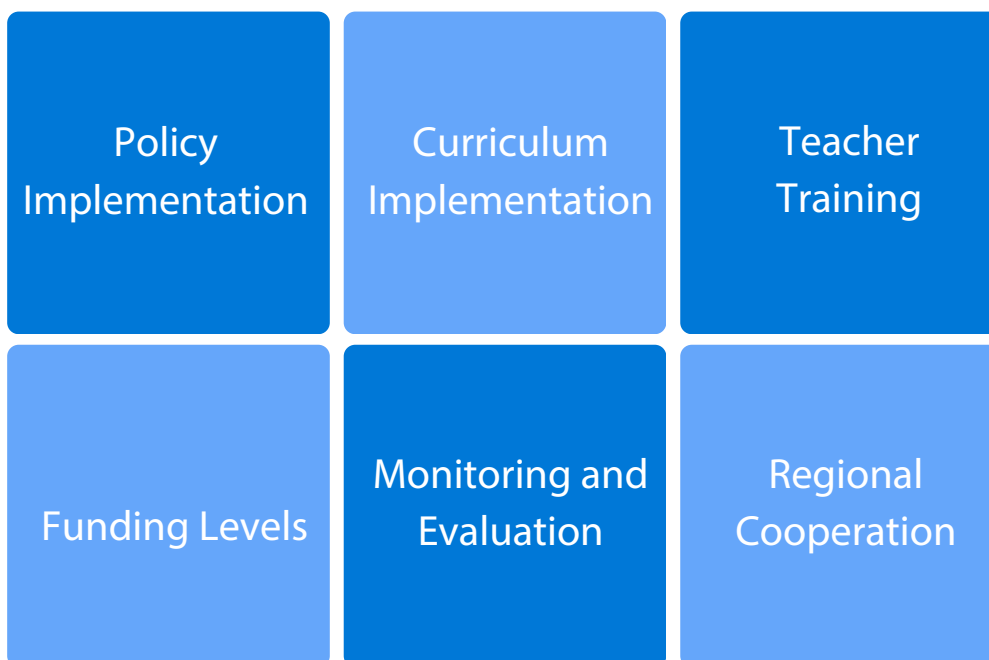 Policy
Implementation
Curriculum
Implementation
Teacher
Training
Funding Levels
Monitoring and
Evaluation
Regional
Cooperation